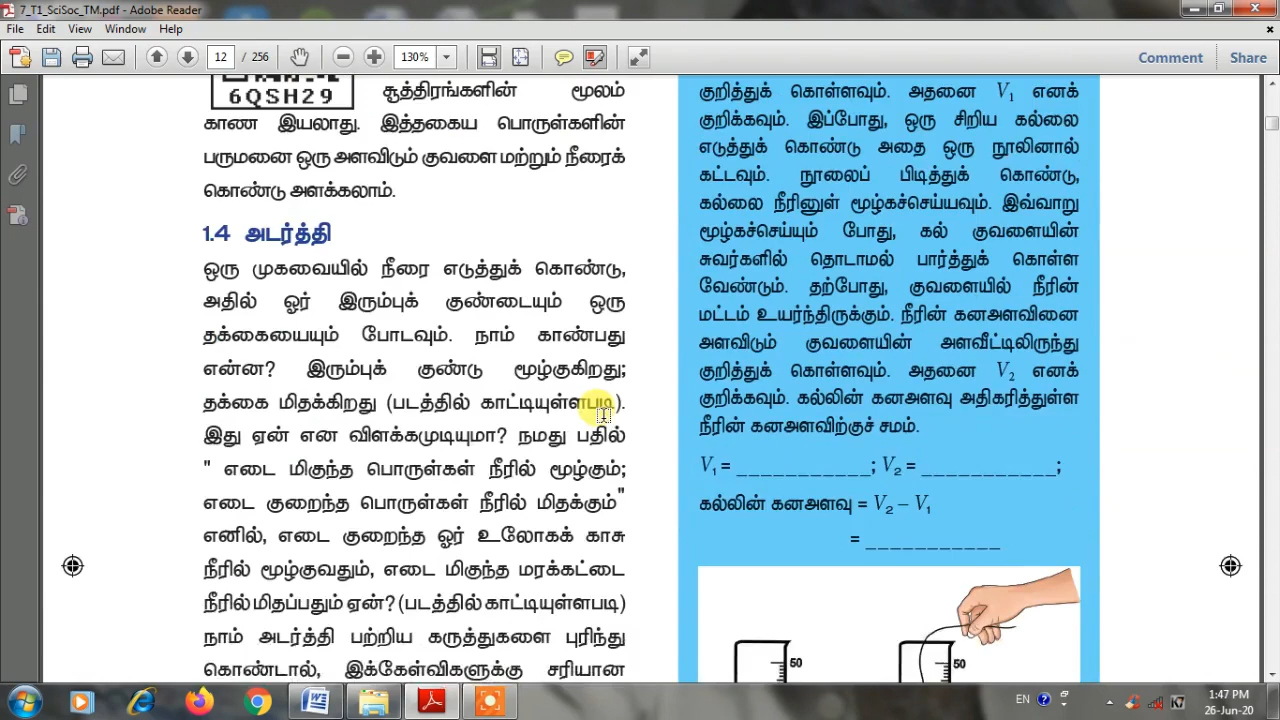 7_T1_SciSoc_TM.pdf - Adobe Reader
File Edit View Window Help
12 / 256 130% Comment Share
6QSH29
சூத்திரங்களின் மூலம்
காண இயலாது. இத்தகைய பொருள்களின்
பருமனை ஒரு அளவிடும் குவளை மற்றும் நீரைக்
கொண்டு அளக்கலாம்.
1.4 அடர்த்தி
ஒரு முகவையில் நீரை எடுத்துக் கொண்டு,
அதில் ஓர் இரும்புக் குண்டையும் ஒரு
தக்கையையும் போடவும். நாம் காண்பது
என்ன? இரும்புக் குண்டு மூழ்குகிறது;
தக்கை மிதக்கிறது (படத்தில் காட்டியுள்ளபடி).
இது ஏன் என விளக்கமுடியுமா? நமது பதில்
" எடை மிகுந்த பொருள்கள் நீரில் மூழ்கும்;
எடை குறைந்த பொருள்கள் நீரில் மிதக்கும்"
எனில், எடை குறைந்த ஓர் உலோகக் காசு
நீரில் மூழ்குவதும், எடை மிகுந்த மரக்கட்டை
நீரில் மிதப்பதும் ஏன்? (படத்தில் காட்டியுள்ளபடி)
நாம் அடர்த்தி பற்றிய கருத்துகளை புரிந்து
கொண்டால், இக்கேள்விகளுக்கு சரியான
குறித்துக் கொள்ளவும். அதனை V₁ எனக்
குறிக்கவும். இப்போது, ஒரு சிறிய கல்லை
எடுத்துக் கொண்டு அதை ஒரு நூலினால்
கட்டவும். நூலைப் பிடித்துக் கொண்டு,
கல்லை நீரினுள் மூழ்கச்செய்யவும். இவ்வாறு
மூழ்கச்செய்யும் போது, கல் குவளையின்
சுவர்களில் தொடாமல் பார்த்துக் கொள்ள
வேண்டும். தற்போது, குவளையில் நீரின்
மட்டம் உயர்ந்திருக்கும். நீரின் கனஅளவினை
அளவிடும் குவளையின் அளவீட்டிலிருந்து
குறித்துக் கொள்ளவும். அதனை V₂ எனக்
குறிக்கவும். கல்லின் கனஅளவு அதிகரித்துள்ள
நீரின் கனஅளவிற்குச் சமம்.
V₁ = ___________; V₂ = ___________;
கல்லின் கனஅளவு = V₂ – V₁
= ___________
50
50
EN
1:47 PM
26-Jun-20